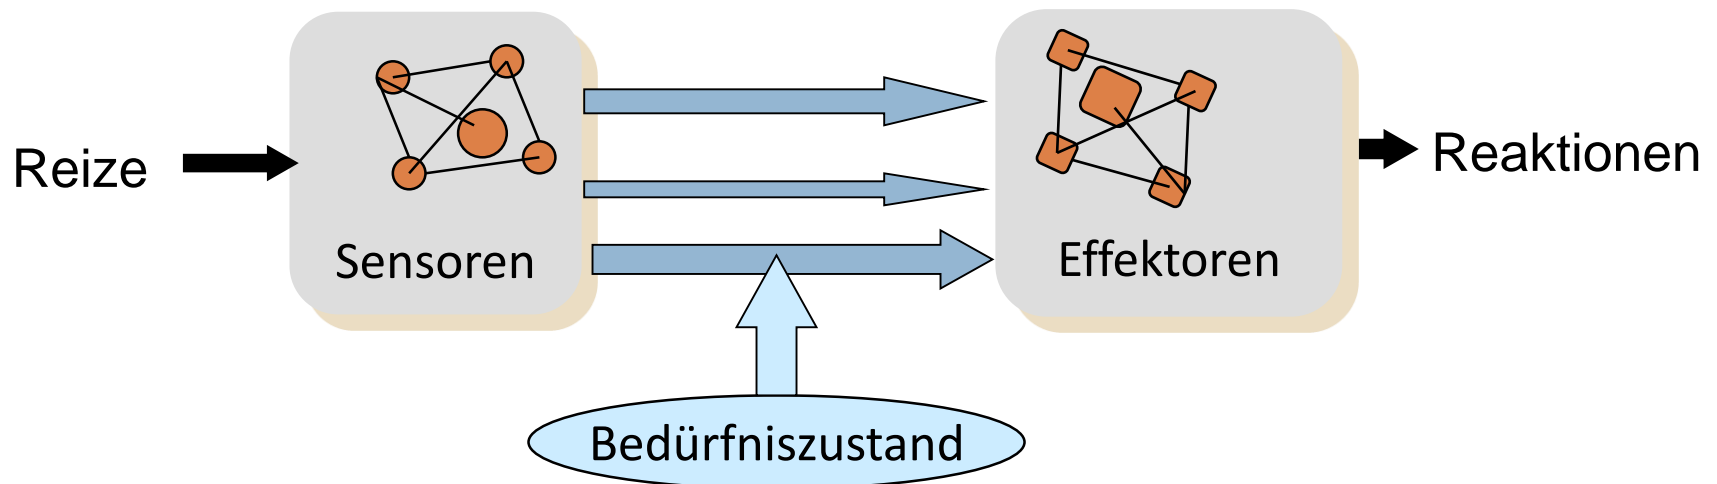 Reize
Sensoren
Effektoren
Reaktionen
Bedürfniszustand